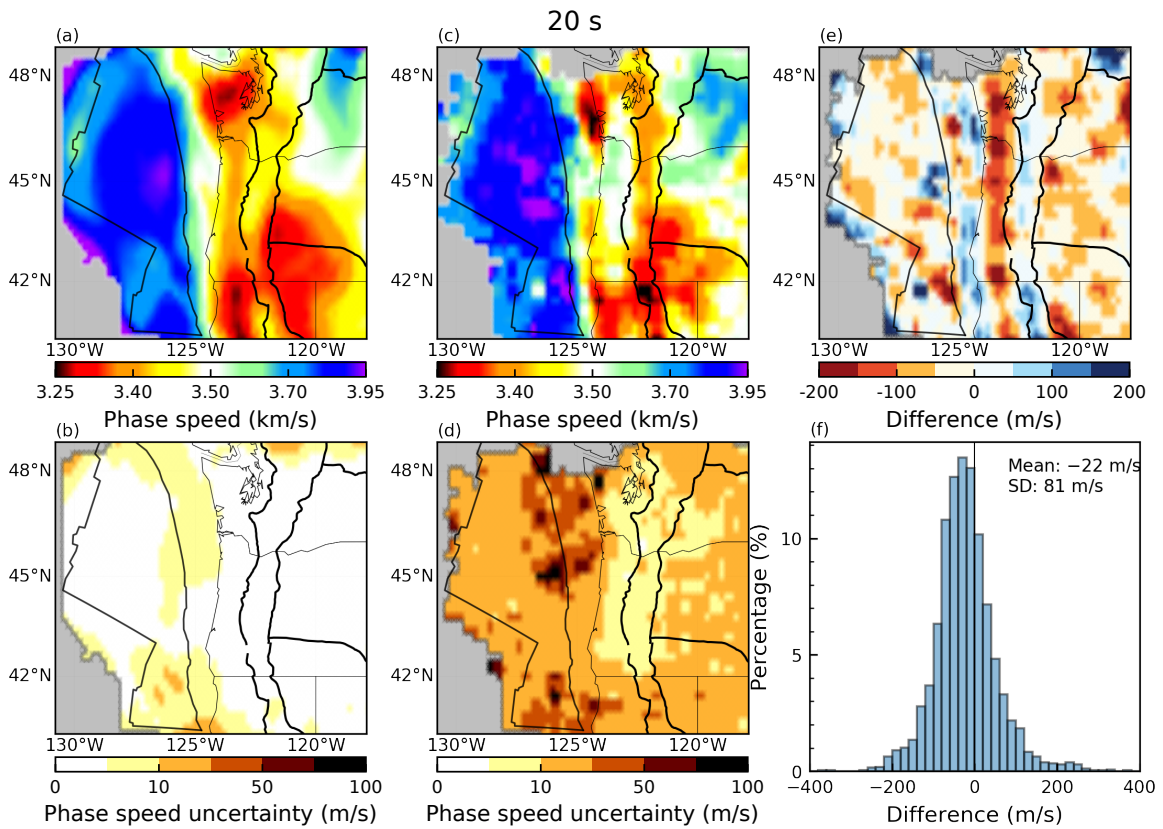 20 s
(a)
(c)
(e)
48°N
45°N
42°N
130°W 125°W 120°W
48°N
45°N
42°N
130°W 125°W 120°W
48°N
45°N
42°N
130°W 125°W 120°W
3.25 3.40 3.50 3.70 3.95
Phase speed (km/s)
3.25 3.40 3.50 3.70 3.95
Phase speed (km/s)
-200 -100 0 100 200
Difference (m/s)
(b)
(d)
(f)
48°N
45°N
42°N
130°W 125°W 120°W
48°N
45°N
42°N
130°W 125°W 120°W
Mean: −22 m/s
SD: 81 m/s
Percentage (%)
10
5
0
−400 −200 0 200 400
Difference (m/s)
0 10 50 100
Phase speed uncertainty (m/s)
0 10 50 100
Phase speed uncertainty (m/s)